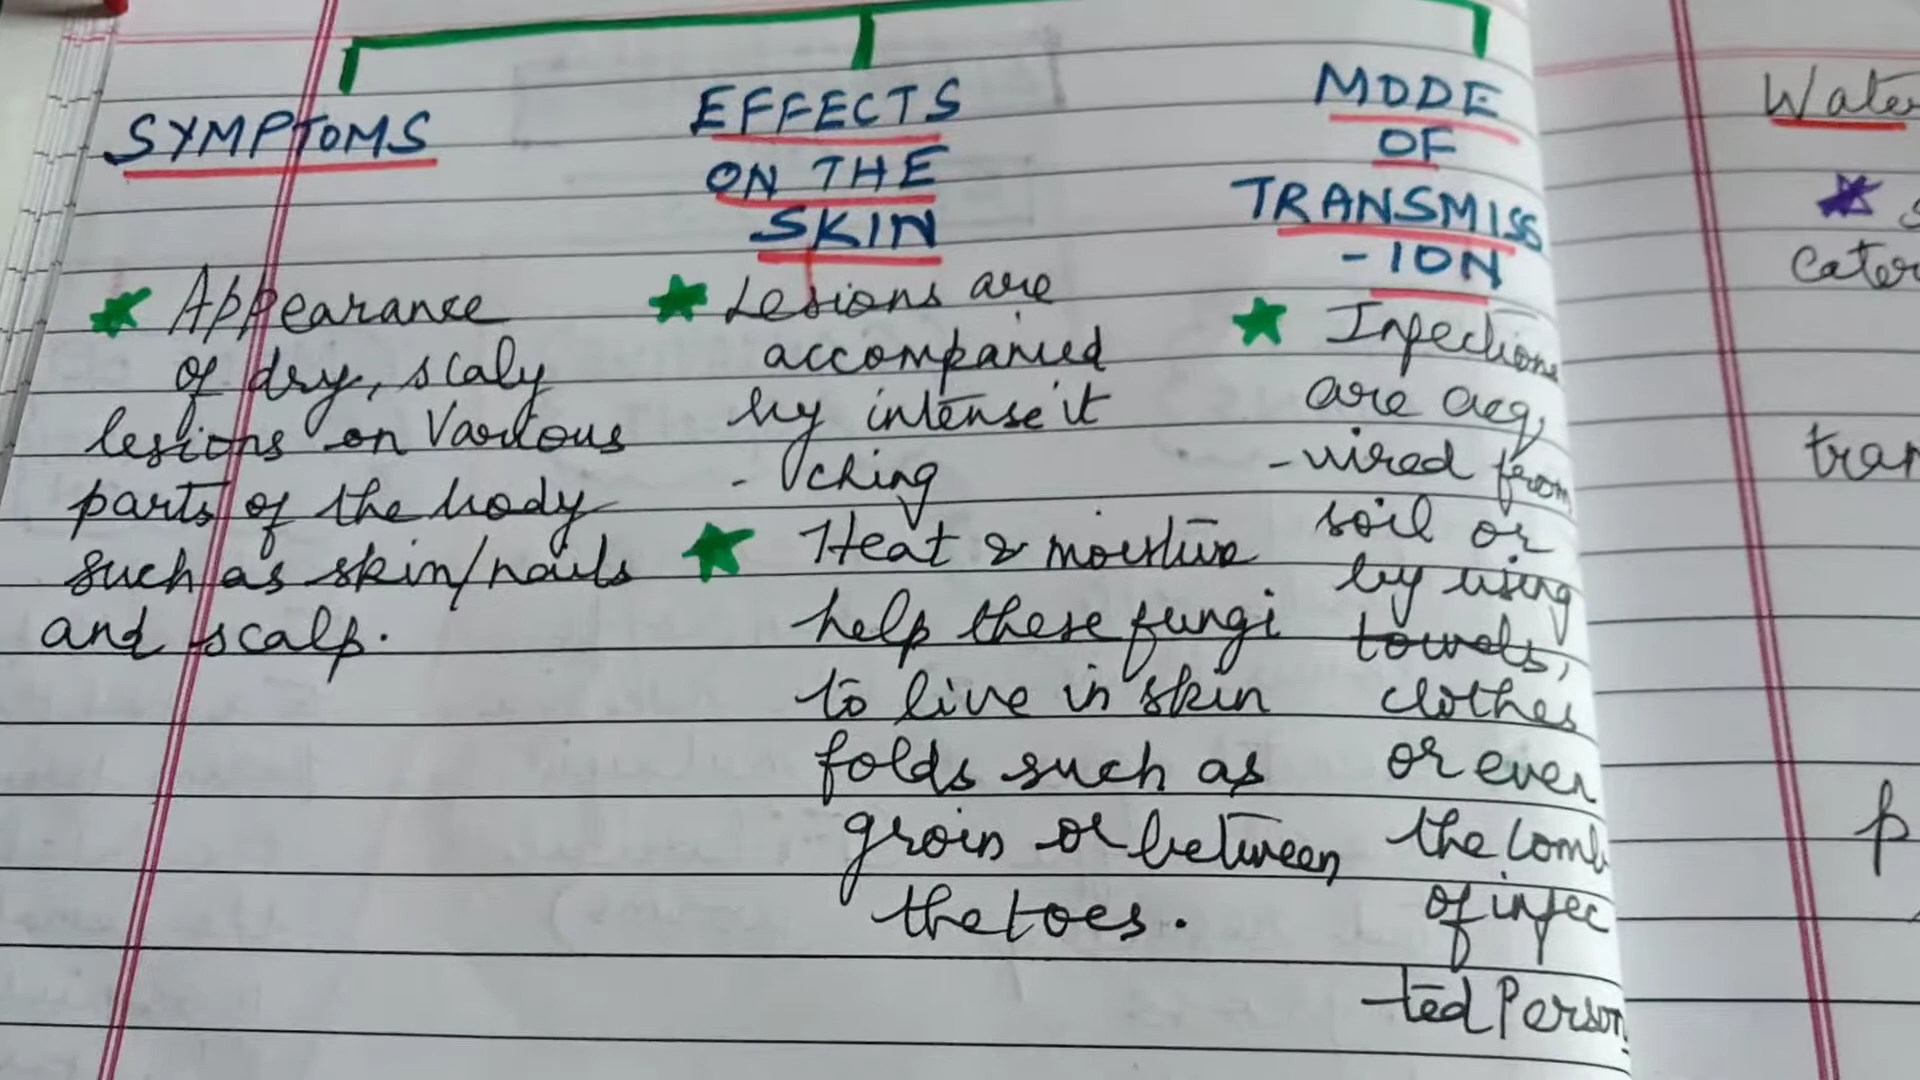 SYMPTOMS
★ Appearance
of dry, scaly
lesions on Various
parts of the body
such as skin/nails
and scalp.
EFFECTS
ON THE
SKIN
★ Lesions are
accompanied
by intense it
- ching
★ Heat & moisture
help these fungi
to live in skin
folds such as
groin or between
the toes.
MODE
OF
TRANSMISS
-ION
★ Infections
are acq
-uired from
soil or
by using
towels,
clothes
or even
the comb
of infec
-ted Person
Water
★
cater
tran
p